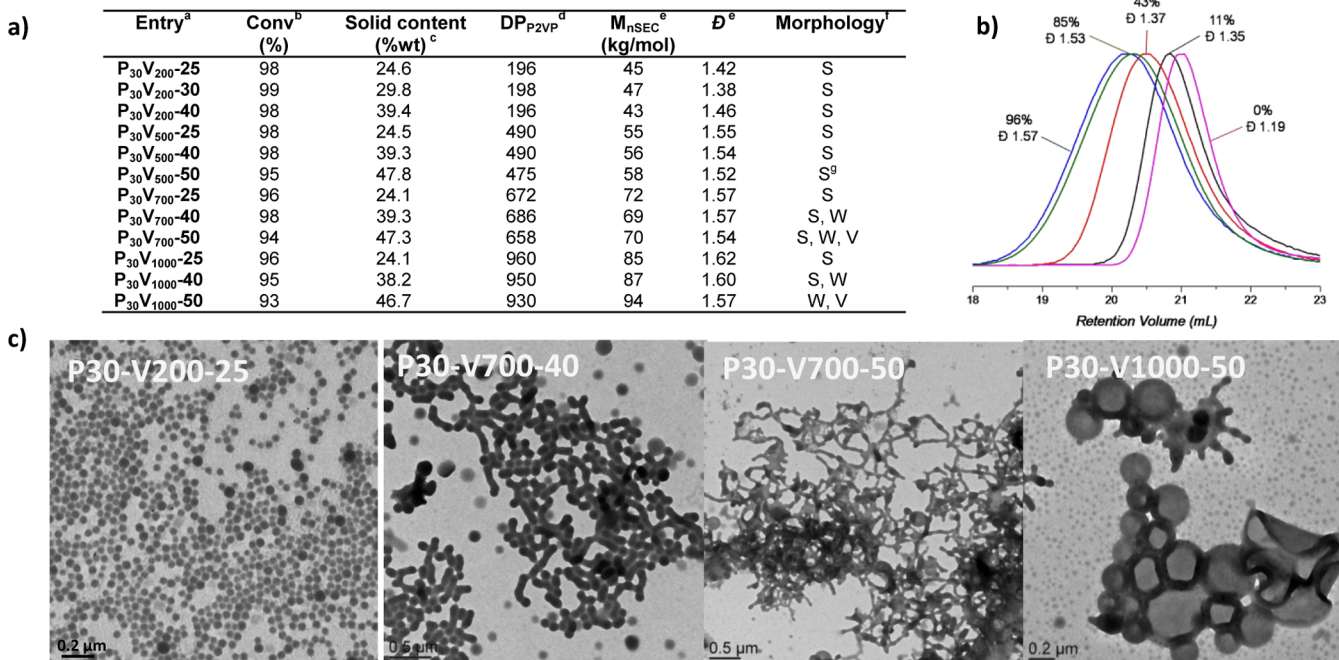 a)
Entryᵃ Convᵇ (%) Solid content (%wt) ᶜ DP_P2VPᵈ MₙSECᵉ (kg/mol) Đᵉ Morphologyᶠ
P₃₀V₂₀₀-25 98 24.6 196 45 1.42 S
P₃₀V₂₀₀-30 99 29.8 198 47 1.38 S
P₃₀V₂₀₀-40 98 39.4 196 43 1.46 S
P₃₀V₅₀₀-25 98 24.5 490 55 1.55 S
P₃₀V₅₀₀-40 98 39.3 490 56 1.54 S
P₃₀V₅₀₀-50 95 47.8 475 58 1.52 Sᵍ
P₃₀V₇₀₀-25 96 24.1 672 72 1.57 S
P₃₀V₇₀₀-40 98 39.3 686 69 1.57 S, W
P₃₀V₇₀₀-50 94 47.3 658 70 1.54 S, W, V
P₃₀V₁₀₀₀-25 96 24.1 960 85 1.62 S
P₃₀V₁₀₀₀-40 95 38.2 950 87 1.60 S, W
P₃₀V₁₀₀₀-50 93 46.7 930 94 1.57 W, V
b)
43%
Đ 1.37
85%
Đ 1.53
11%
Đ 1.35
0%
Đ 1.19
96%
Đ 1.57
18 19 20 21 22 23
Retention Volume (mL)
c)
P30-V200-25
0.2 µm
P30-V700-40
0.5 µm
P30-V700-50
0.5 µm
P30-V1000-50
0.2 µm